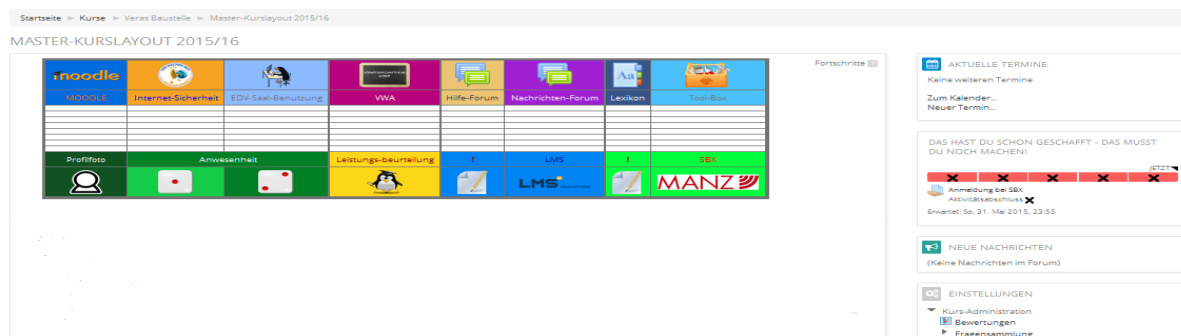 Startseite ► Kurse ► Veras Baustelle ► Master-Kurslayout 2015/16
MASTER-KURSLAYOUT 2015/16
Fortschritte
moodle
Aa
MOODLE Internet-Sicherheit EDV-Saal-Benutzung VWA Hilfe-Forum Nachrichten-Forum Lexikon Tool-Box
Profilfoto Anwesenheit Leistungs-beurteilung ! LMS ! SBX
LMS MANZ
AKTUELLE TERMINE
Keine weiteren Termine
Zum Kalender...
Neuer Termin...
DAS HAST DU SCHON GESCHAFFT - DAS MUSST
DU NOCH MACHEN!
JETZT
Anmeldung bei SBX
Aktivitätsabschluss
Erwartet: So, 31. Mai 2015, 23:55
NEUE NACHRICHTEN
(Keine Nachrichten im Forum)
EINSTELLUNGEN
Kurs-Administration
Bewertungen
Fragensammlung